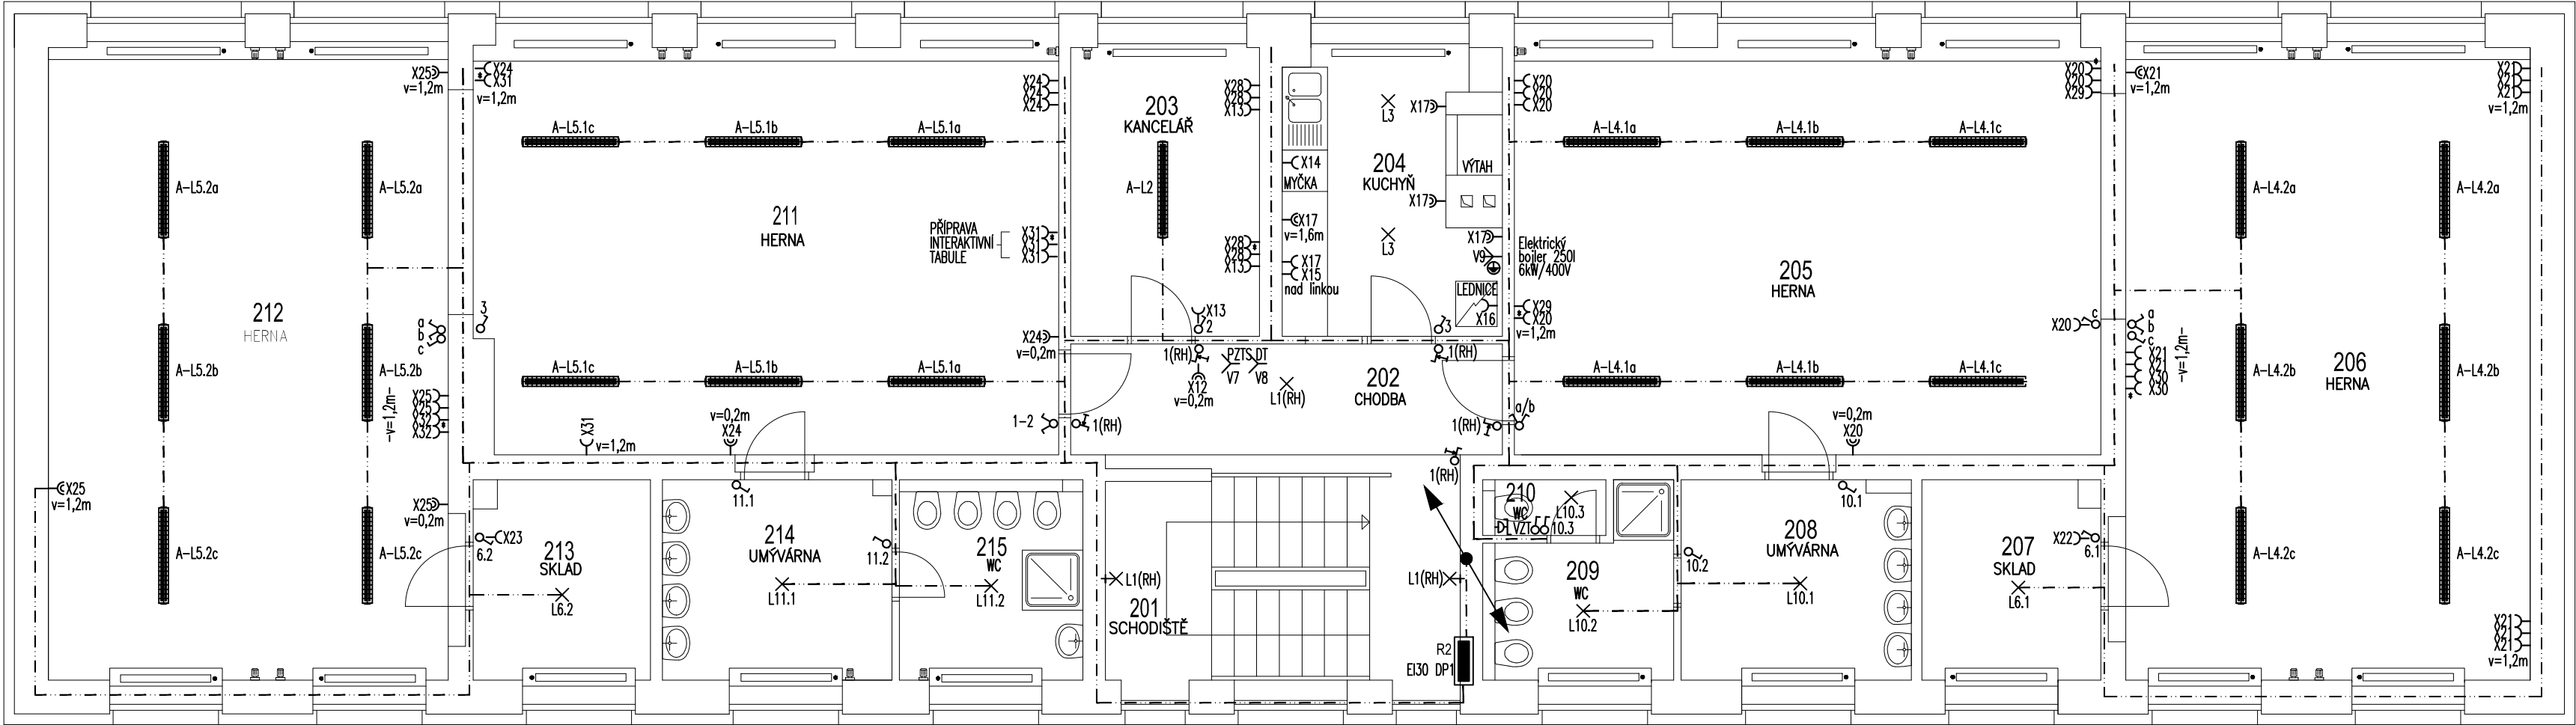 X25
v=1,2m
X24
X31
v=1,2m
A-L5.1c
A-L5.1b
A-L5.1a
X24
X24
X24
203
KANCELÁŘ
A-L2
X28
X28
X13
L3
X17
X14
MYČKA
204
KUCHYŇ
VÝTAH
X17
X17
v=1,6m
L3
X17
V9
Elektrický
bojler 250l
6kW/400V
X17
X15
nad linkou
LEDNICE
X16
X20
X20
X20
A-L4.1a
A-L4.1b
A-L4.1c
X20
X20
X29
X21
v=1,2m
X21
X21
X21
v=1,2m
A-L5.2a
A-L5.2a
211
HERNA
PŘÍPRAVA
INTERAKTIVNÍ
TABULE
X31
X31
X31
X28
X28
X13
205
HERNA
A-L4.2a
A-L4.2a
212
HERNA
3
a
b
c
A-L5.2b
A-L5.2b
-v=1,2m-
X25
X25
X32
X32
X24
v=0,2m
X13
2
1(RH)
X12
v=0,2m
PZTS
DT
V7
V8
L1(RH)
202
CHODBA
3
1(RH)
X29
X20
v=1,2m
c
X20
a
b
c
X21
X21
X30
X30
-v=1,2m-
206
HERNA
A-L4.2b
A-L4.2b
A-L5.1c
A-L5.1b
A-L5.1a
A-L4.1a
A-L4.1b
A-L4.1c
X31
v=1,2m
v=0,2m
X24
1-2
1(RH)
1(RH)
a/b
v=0,2m
X20
1(RH)
X25
v=1,2m
X25
v=0,2m
A-L5.2c
A-L5.2c
X23
6.2
213
SKLAD
L6.2
11.1
214
UMÝVÁRNA
L11.1
11.2
215
WC
L11.2
L1(RH)
201
SCHODIŠTĚ
L1(RH)
R2
EI30 DP1
210
WC
L10.3
VZT
10.3
209
WC
L10.2
10.2
10.1
208
UMÝVÁRNA
L10.1
207
SKLAD
L6.1
X22
6.1
A-L4.2c
A-L4.2c
X21
X21
X21
v=1,2m